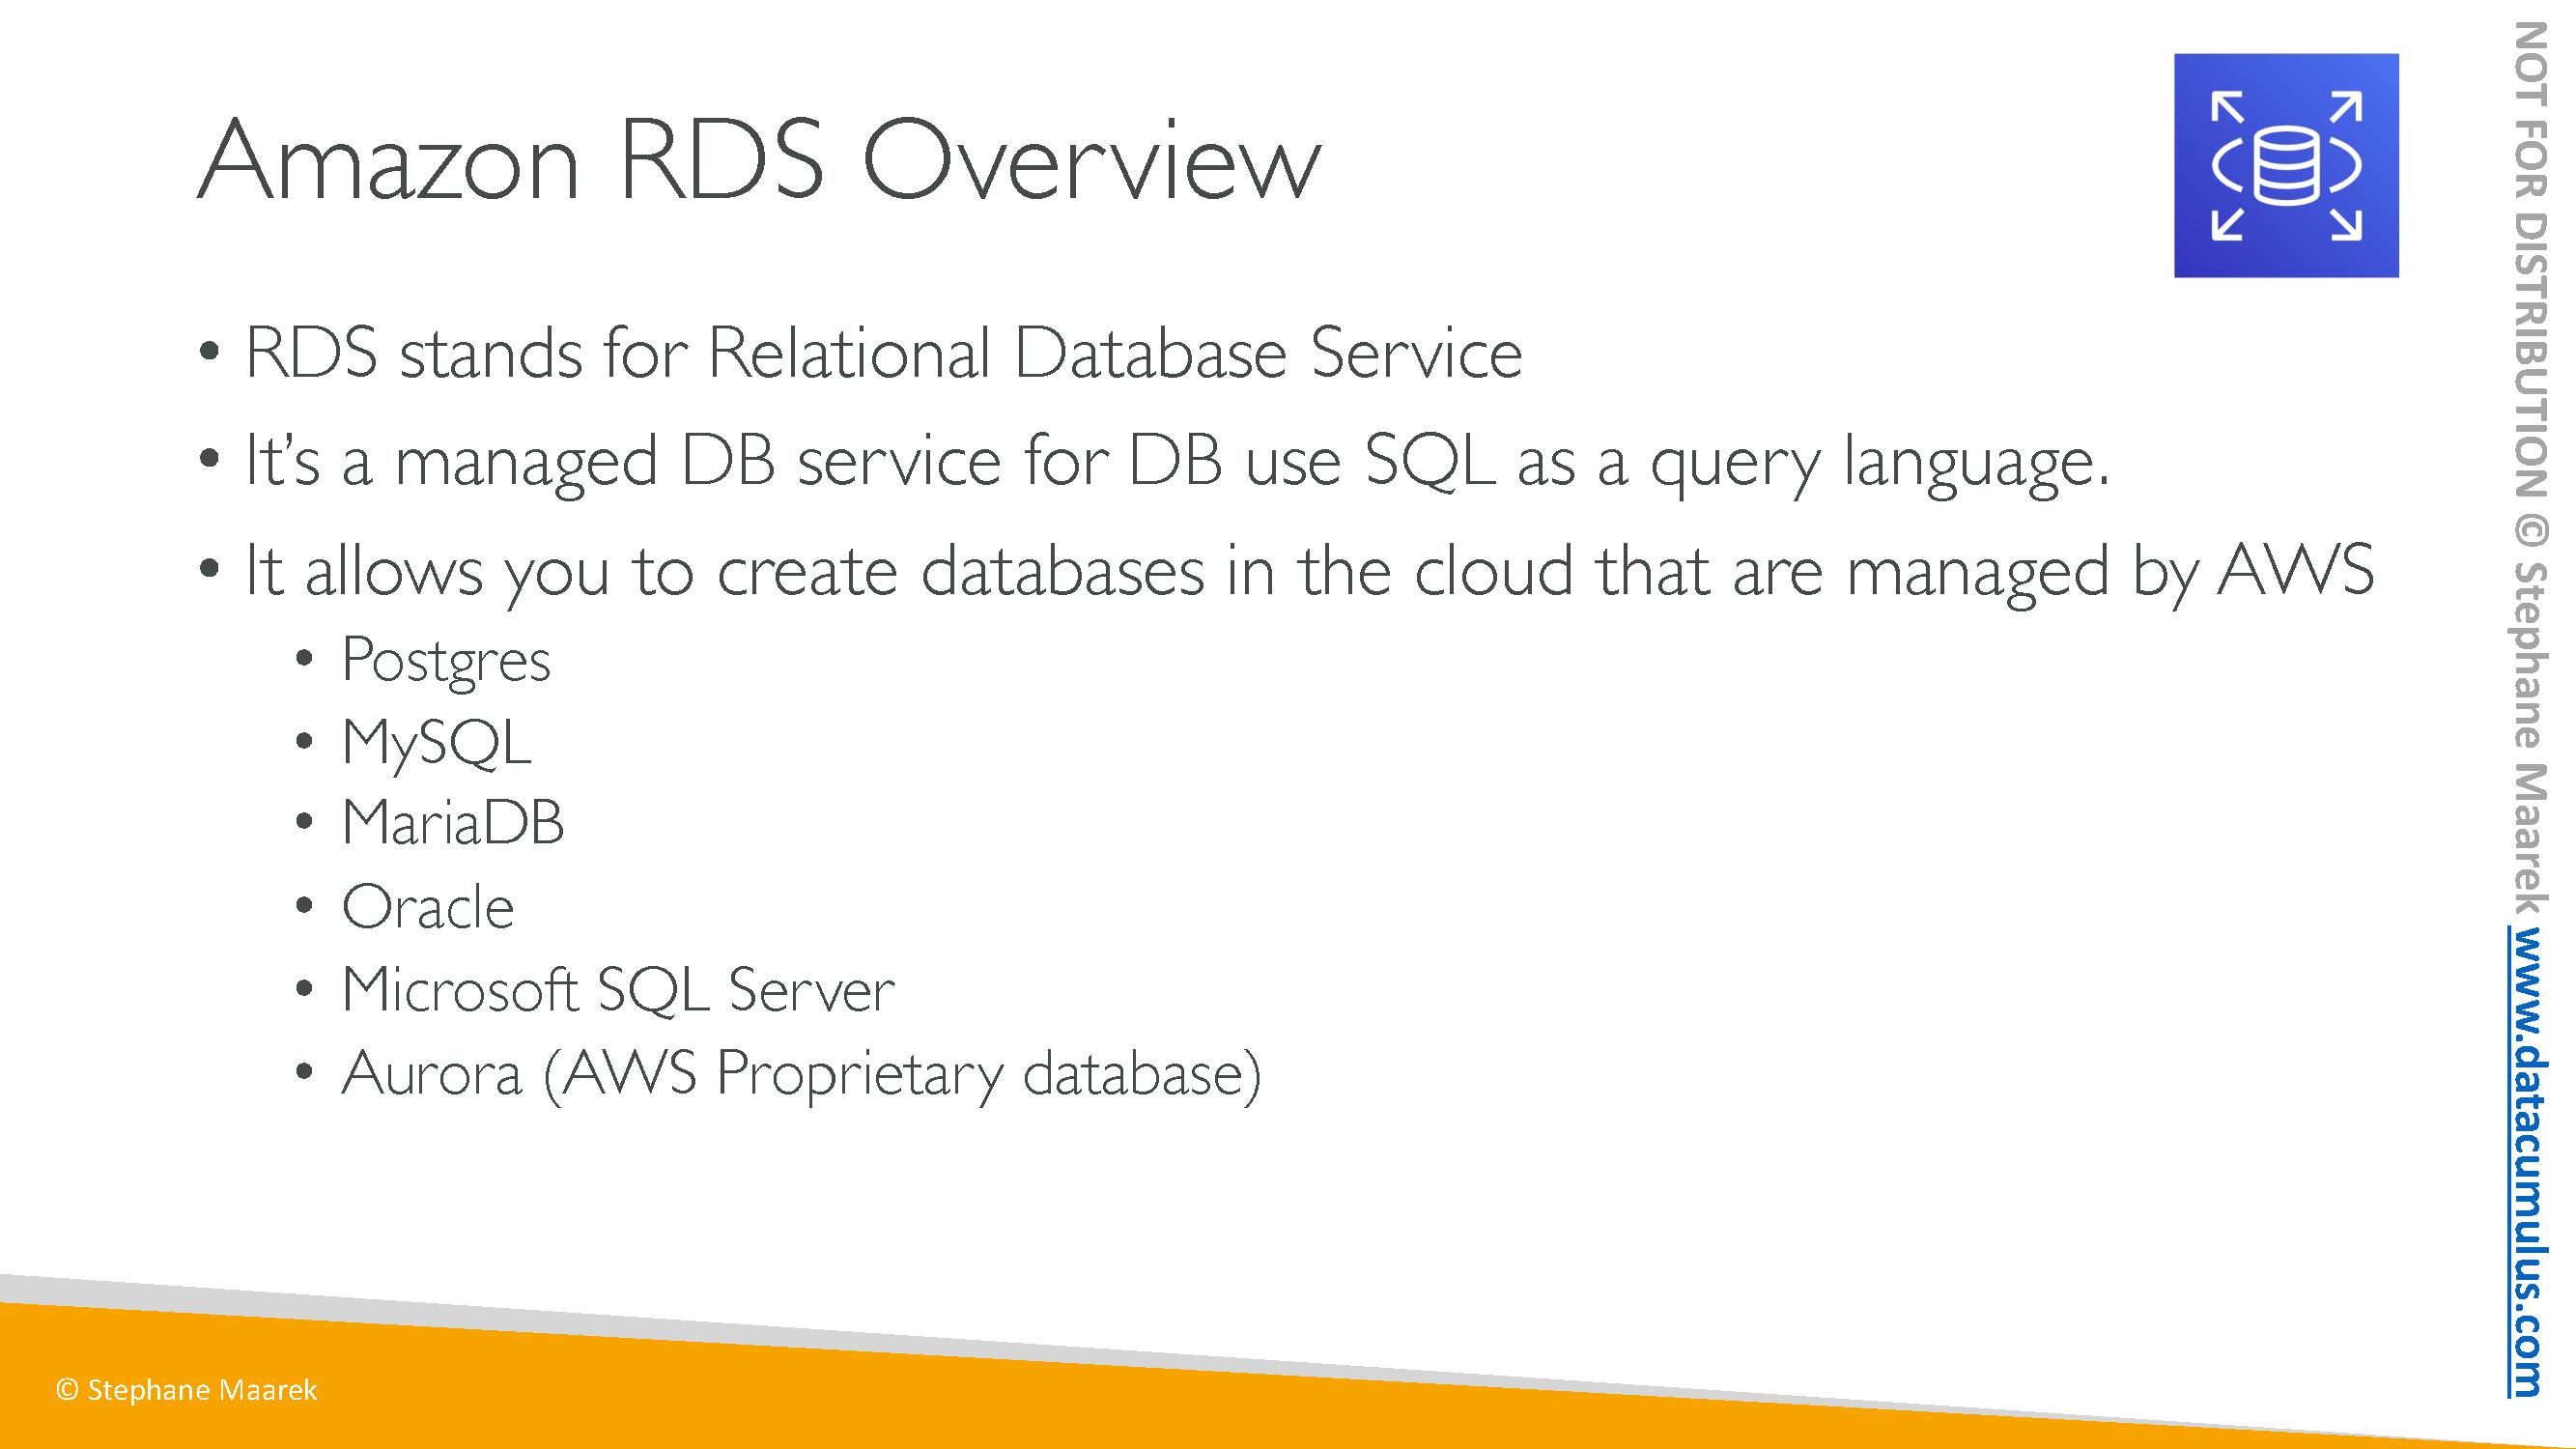 Amazon RDS Overview
• RDS stands for Relational Database Service
• It’s a managed DB service for DB use SQL as a query language.
• It allows you to create databases in the cloud that are managed by AWS
• Postgres
• MySQL
• MariaDB
• Oracle
• Microsoft SQL Server
• Aurora (AWS Proprietary database)
© Stephane Maarek
NOT FOR DISTRIBUTION © Stephane Maarek www.datacumulus.com